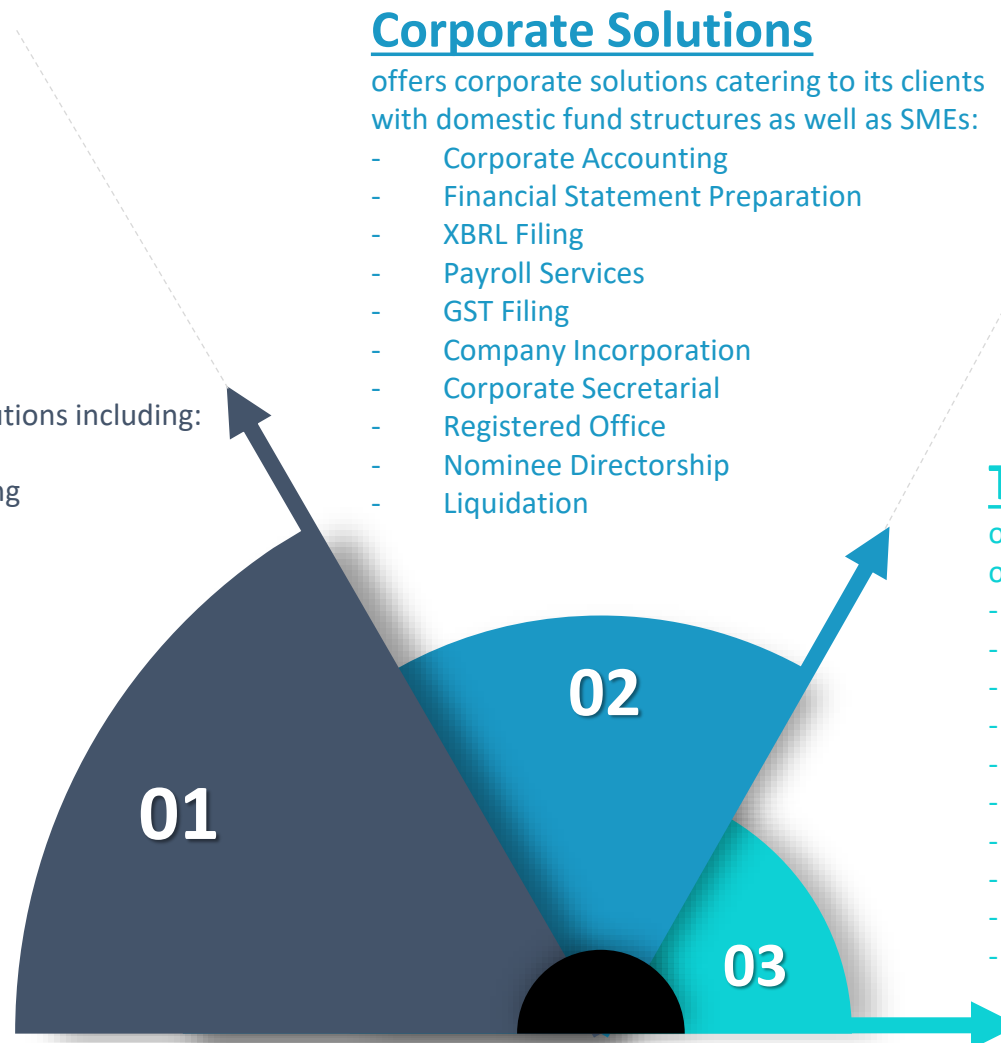 Corporate Solutions
offers corporate solutions catering to its clients
with domestic fund structures as well as SMEs:
- Corporate Accounting
- Financial Statement Preparation
- XBRL Filing
- Payroll Services
- GST Filing
- Company Incorporation
- Corporate Secretarial
- Registered Office
- Nominee Directorship
- Liquidation
including:
02
01
03